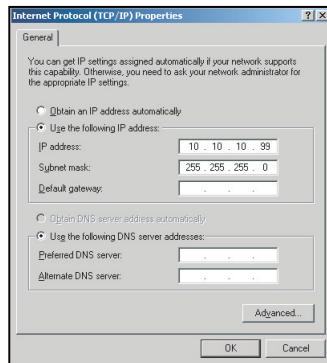 Internet Protocol (TCP/IP) Properties
General
You can get IP settings assigned automatically if your network supports
this capability. Otherwise, you need to ask your network administrator for
the appropriate IP settings.
Obtain an IP address automatically
Use the following IP address:
IP address: 10 . 10 . 10 . 99
Subnet mask: 255 . 255 . 255 . 0
Default gateway: . . .
Obtain DNS server address automatically
Use the following DNS server addresses:
Preferred DNS server: . . .
Alternate DNS server: . . .
Advanced...
OK Cancel